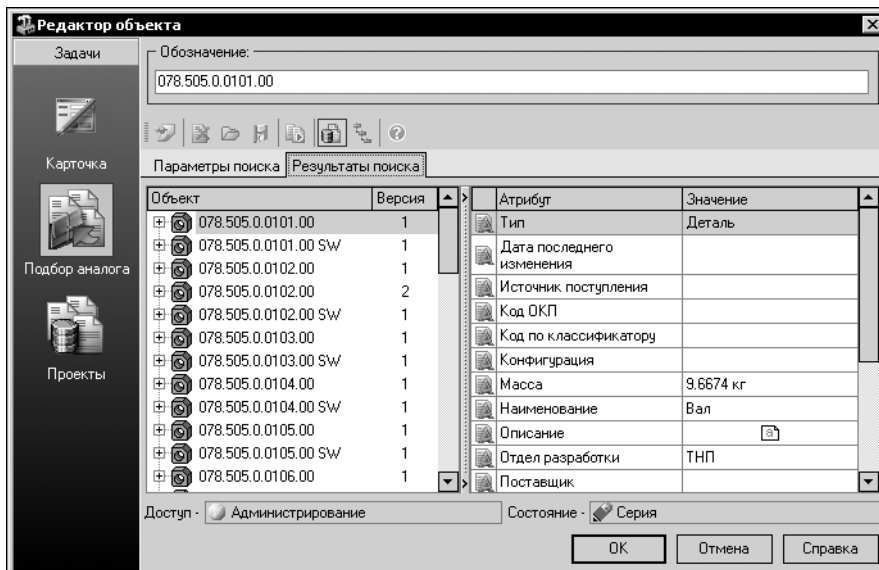 Редактор объекта
Задачи
Карточка
Подбор аналога
Проекты
Обозначение:
078.505.0.0101.00
Параметры поиска Результаты поиска
Объект Версия
078.505.0.0101.00 1
078.505.0.0101.00 SW 1
078.505.0.0102.00 1
078.505.0.0102.00 2
078.505.0.0102.00 SW 1
078.505.0.0103.00 1
078.505.0.0103.00 SW 1
078.505.0.0104.00 1
078.505.0.0104.00 SW 1
078.505.0.0105.00 1
078.505.0.0105.00 SW 1
078.505.0.0106.00 1
Атрибут Значение
Тип Деталь
Дата последнего
изменения
Источник поступления
Код ОКП
Код по классификатору
Конфигурация
Масса 9.6674 кг
Наименование Вал
Описание a
Отдел разработки ТНП
Поставщик
Доступ - Администрирование
Состояние - Серия
OK Отмена Справка